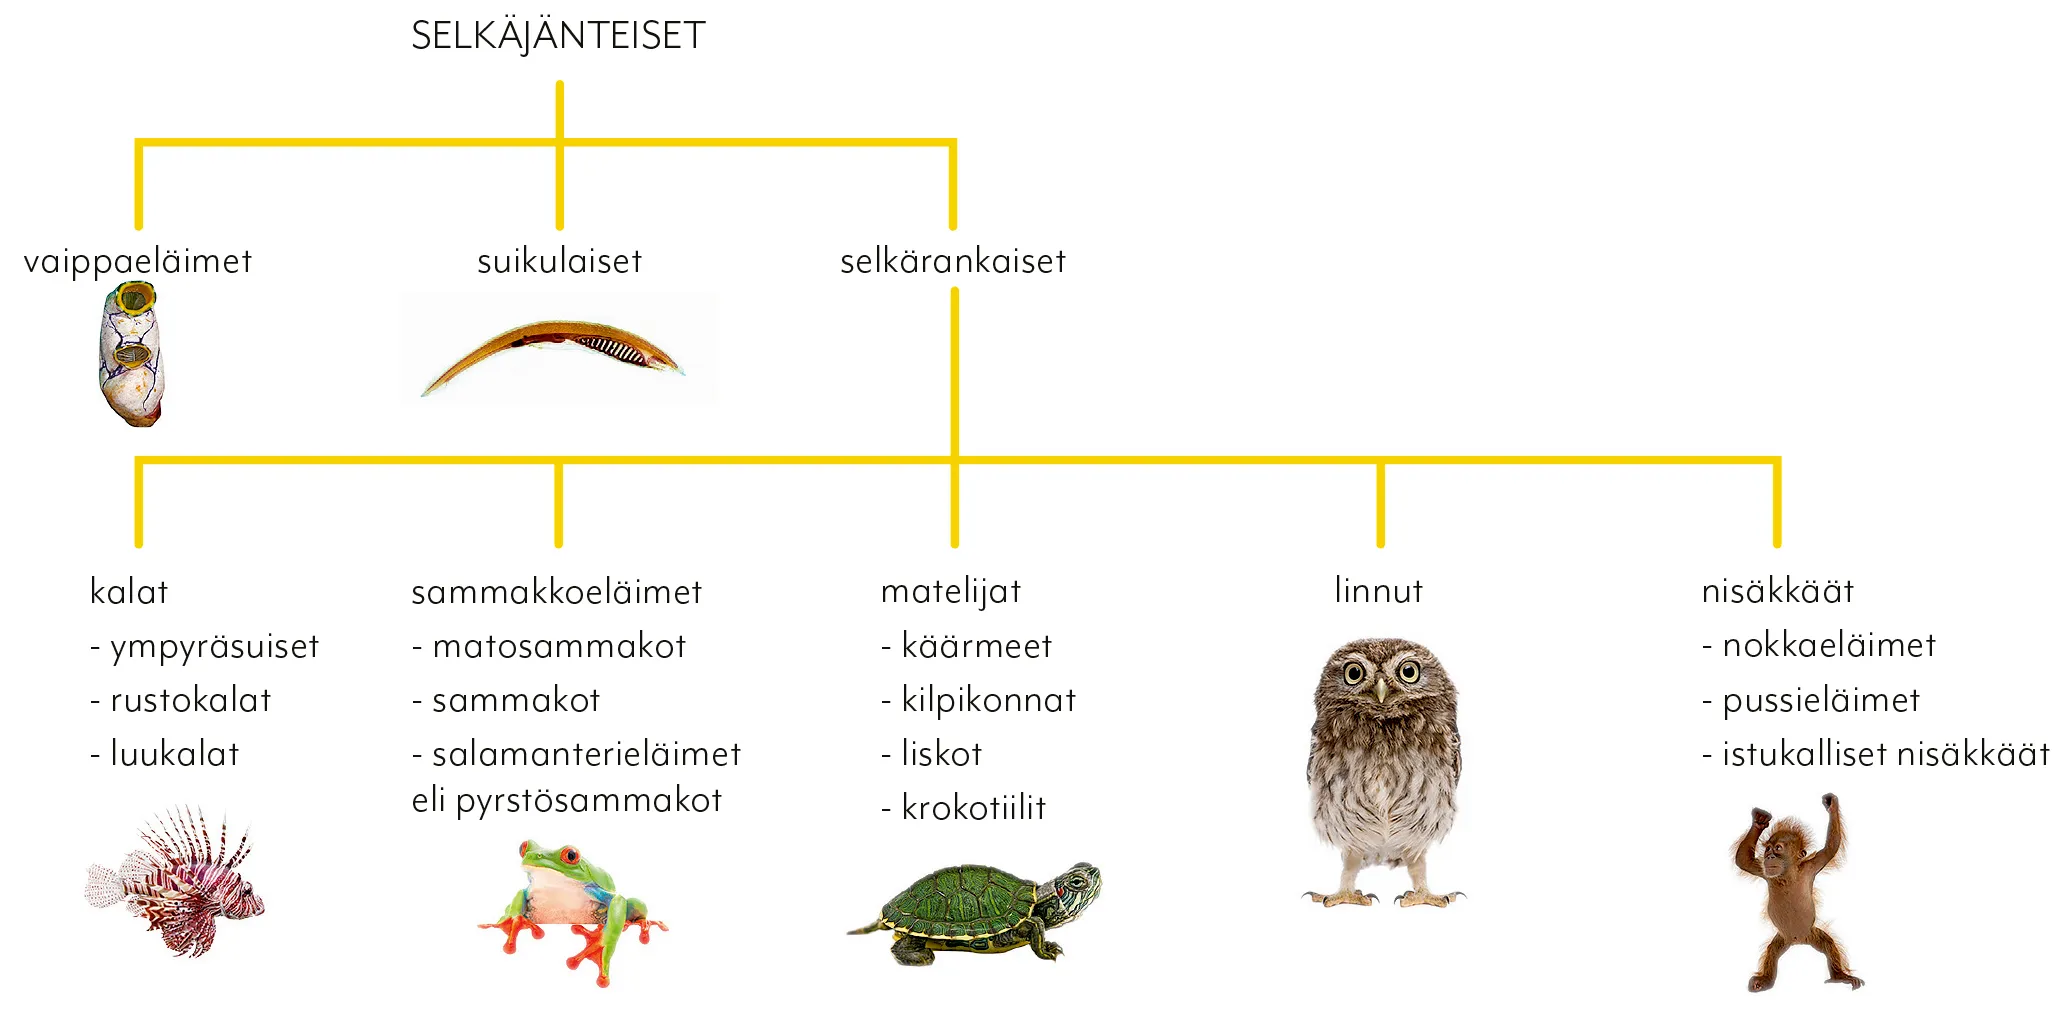 SELKÄJÄNTEISET
vaippaeläimet
suikulaiset
selkärankaiset
kalat
- ympyräsuiset
- rustokalat
- luukalat
sammakkoeläimet
- matosammakot
- sammakot
- salamanterieläimet
eli pyrstösammakot
matelijat
- käärmeet
- kilpikonnat
- liskot
- krokotiilit
linnut
nisäkkäät
- nokkaeläimet
- pussieläimet
- istukalliset nisäkkäät